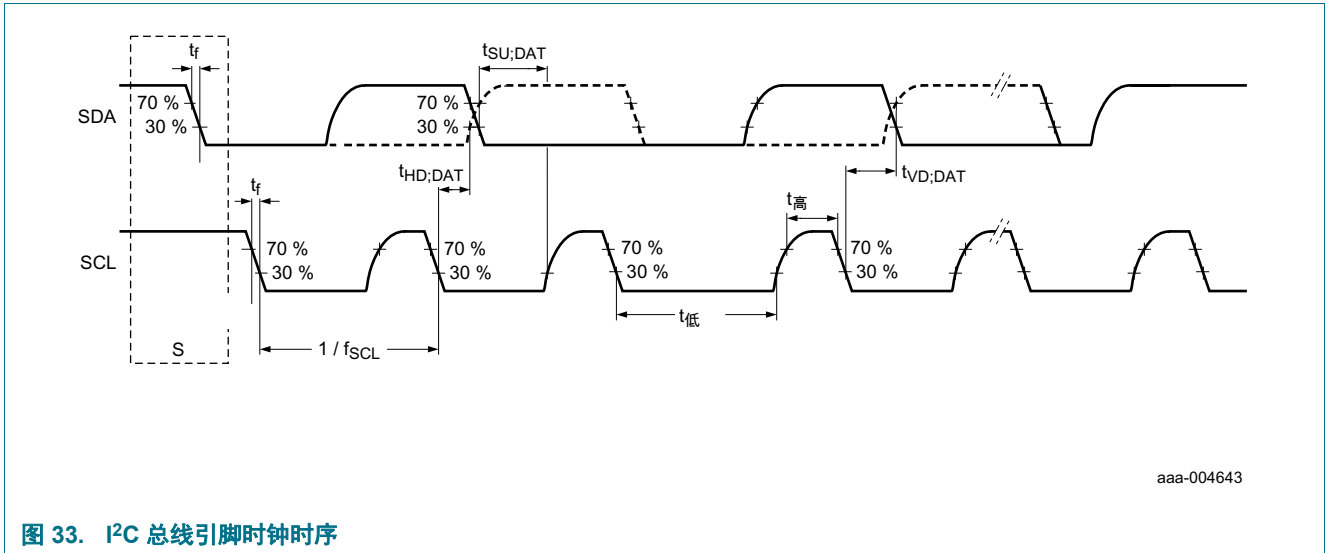 tf
tSU;DAT
SDA
70 %
30 %
70 %
30 %
tHD;DAT
tVD;DAT
tf
t高
SCL
70 %
30 %
70 %
30 %
70 %
30 %
70 %
30 %
t低
S
1 / fSCL
aaa-004643
图 33. I²C 总线引脚时钟时序